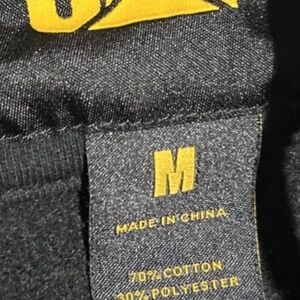 M
MADE IN CHINA
70% COTTON
30% POLYESTER